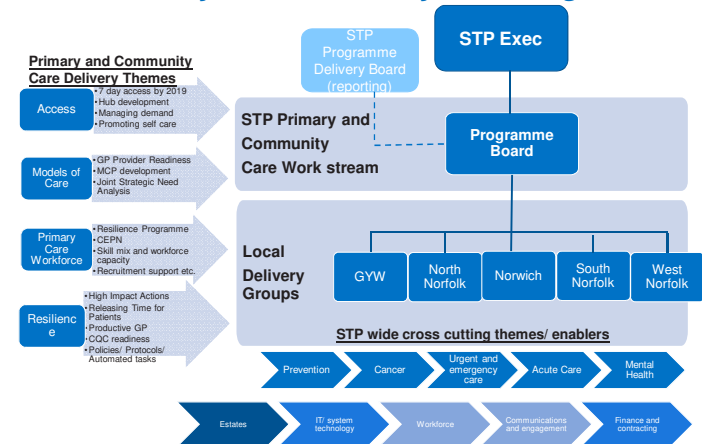 STP Exec
STP
Programme
Delivery Board
(reporting)
Primary and Community
Care Delivery Themes
Access
• 7 day access by 2019
• Hub development
• Managing demand
• Promoting self care
Models of
Care
• GP Provider Readiness
• MCP development
• Joint Strategic Need
Analysis
Primary
Care
Workforce
• Resilience Programme
• CEPN
• Skill mix and workforce
capacity
• Recruitment support etc.
Resilienc
e
• High Impact Actions
• Releasing Time for
Patients
• Productive GP
• CQC readiness
• Policies/ Protocols/
Automated tasks
STP Primary and
Community
Care Work stream
Programme
Board
Local
Delivery
Groups
GYW
North
Norfolk
Norwich
South
Norfolk
West
Norfolk
STP wide cross cutting themes/ enablers
Prevention
Cancer
Urgent and
emergency
care
Acute Care
Mental
Health
Estates
IT/ system
technology
Workforce
Communications
and engagement
Finance and
contracting